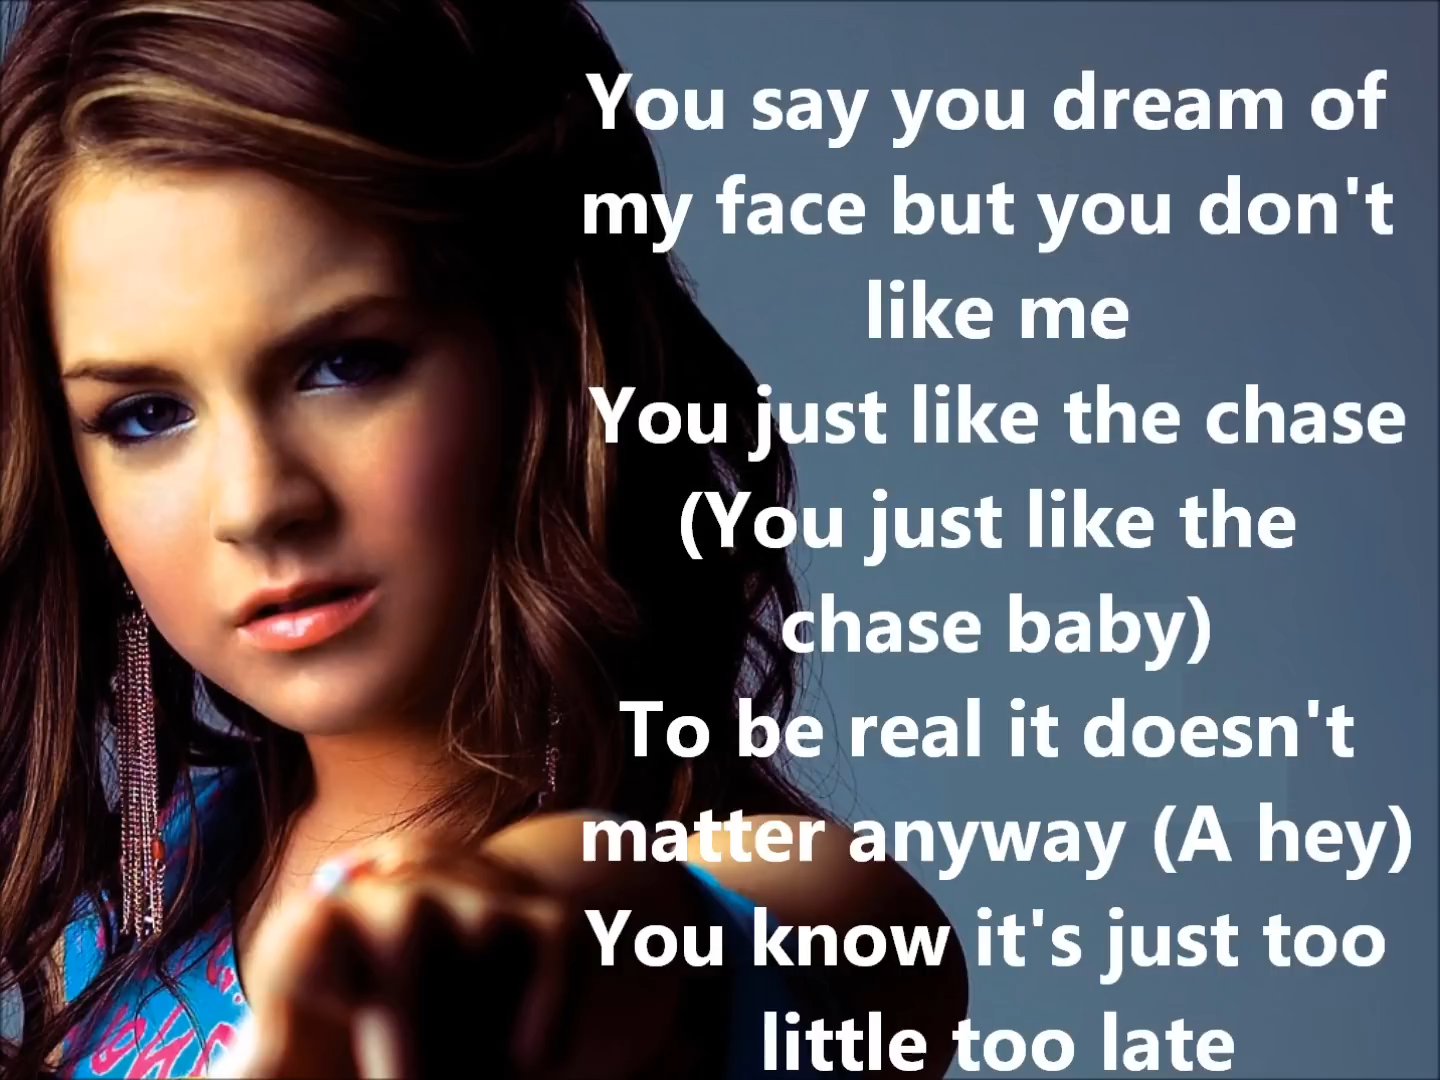 You say you dream of
my face but you don't
like me
You just like the chase
(You just like the
chase baby)
To be real it doesn't
matter anyway (A hey)
You know it's just too
little too late